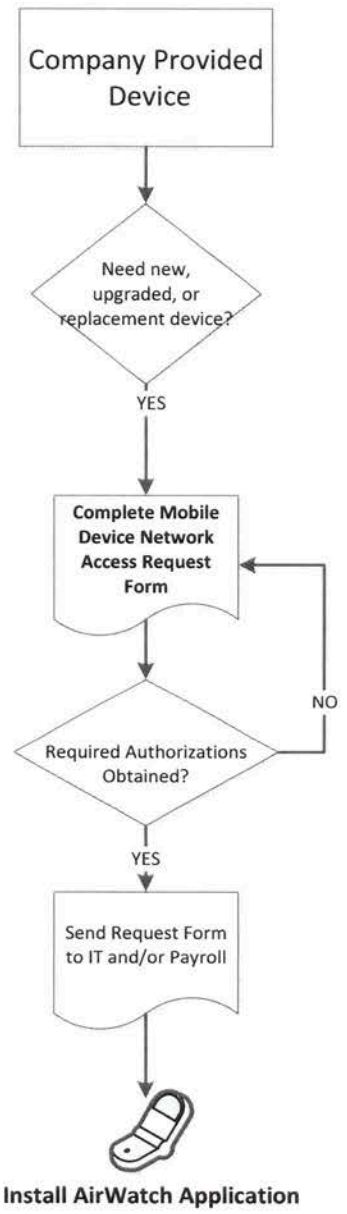 Company Provided
Device
Need new,
upgraded, or
replacement device?
YES
Complete Mobile
Device Network
Access Request
Form
NO
Required Authorizations
Obtained?
YES
Send Request Form
to IT and/or Payroll
Install AirWatch Application